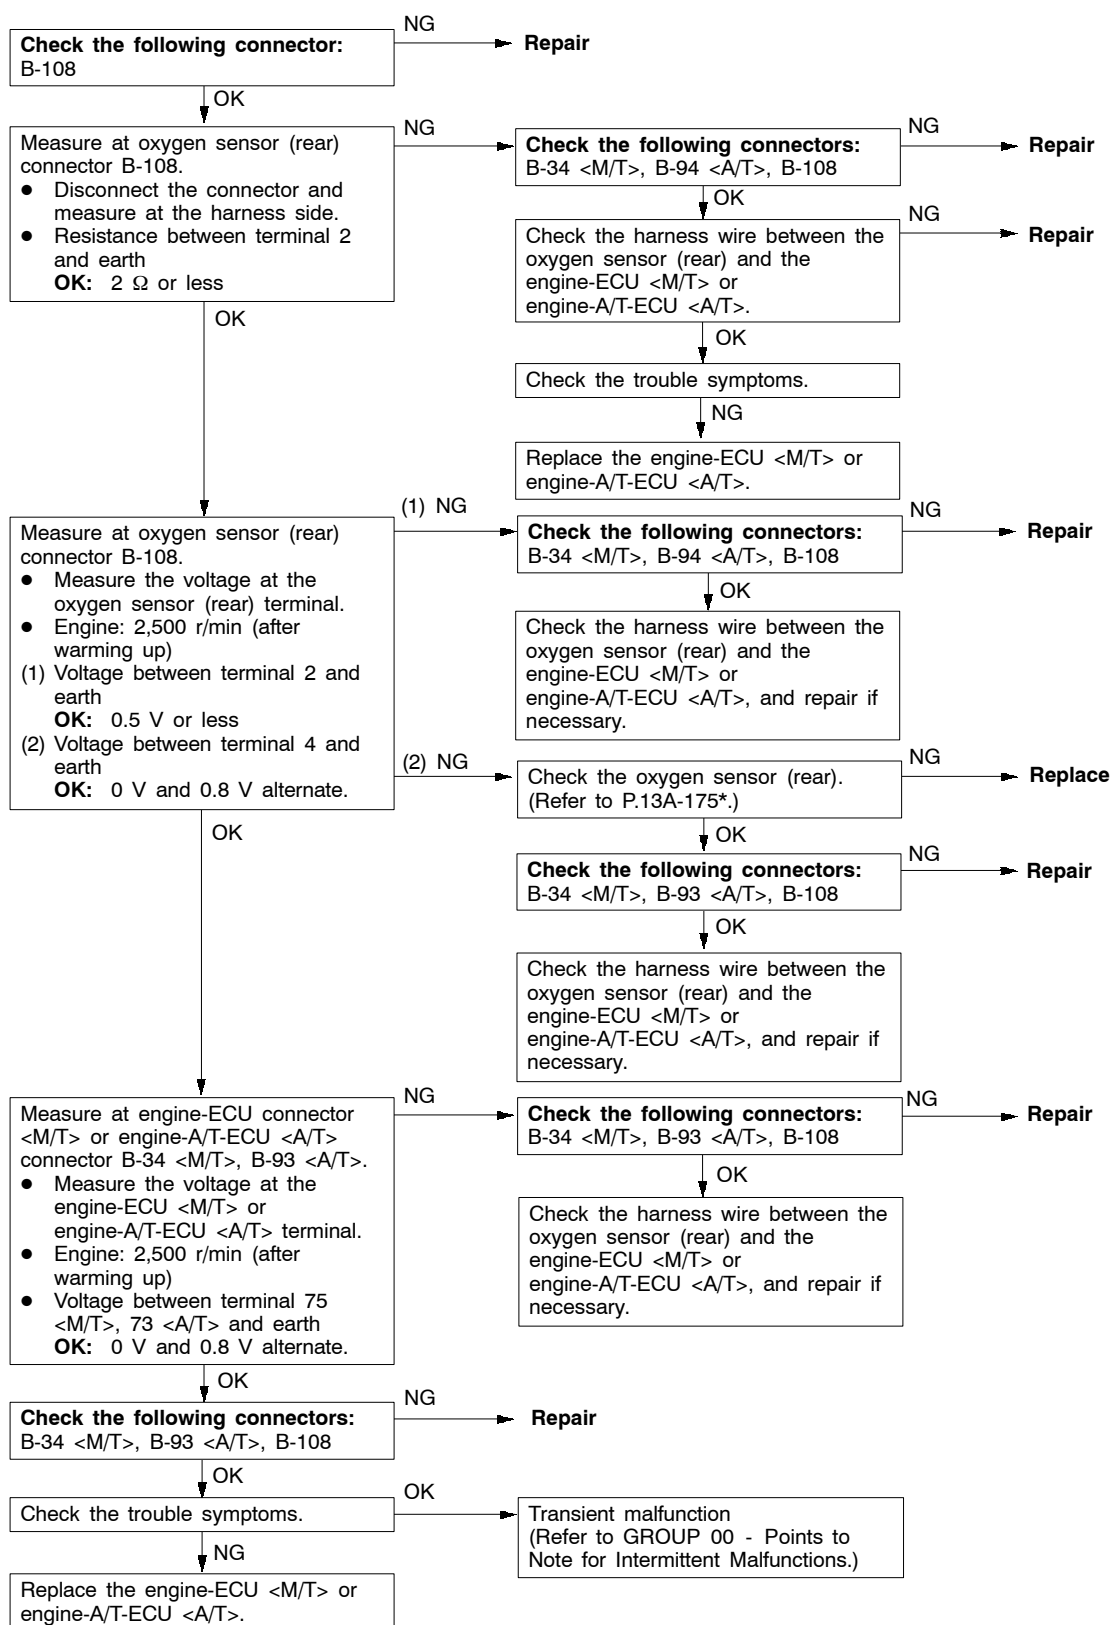 NG
Check the following connector:
B-108
Repair
OK
Measure at oxygen sensor (rear)
connector B-108.
● Disconnect the connector and
measure at the harness side.
● Resistance between terminal 2
and earth
OK: 2 Ω or less
NG
Check the following connectors:
B-34 <M/T>, B-94 <A/T>, B-108
NG
Repair
OK
Check the harness wire between the
oxygen sensor (rear) and the
engine-ECU <M/T> or
engine-A/T-ECU <A/T>.
NG
Repair
OK
Check the trouble symptoms.
NG
Replace the engine-ECU <M/T> or
engine-A/T-ECU <A/T>.
OK
Measure at oxygen sensor (rear)
connector B-108.
● Measure the voltage at the
oxygen sensor (rear) terminal.
● Engine: 2,500 r/min (after
warming up)
(1) Voltage between terminal 2 and
earth
OK: 0.5 V or less
(2) Voltage between terminal 4 and
earth
OK: 0 V and 0.8 V alternate.
(1) NG
Check the following connectors:
B-34 <M/T>, B-94 <A/T>, B-108
NG
Repair
OK
Check the harness wire between the
oxygen sensor (rear) and the
engine-ECU <M/T> or
engine-A/T-ECU <A/T>, and repair if
necessary.
(2) NG
Check the oxygen sensor (rear).
(Refer to P.13A-175*.)
NG
Replace
OK
Check the following connectors:
B-34 <M/T>, B-93 <A/T>, B-108
NG
Repair
OK
Check the harness wire between the
oxygen sensor (rear) and the
engine-ECU <M/T> or
engine-A/T-ECU <A/T>, and repair if
necessary.
OK
Measure at engine-ECU connector
<M/T> or engine-A/T-ECU <A/T>
connector B-34 <M/T>, B-93 <A/T>.
● Measure the voltage at the
engine-ECU <M/T> or
engine-A/T-ECU <A/T> terminal.
● Engine: 2,500 r/min (after
warming up)
● Voltage between terminal 75
<M/T>, 73 <A/T> and earth
OK: 0 V and 0.8 V alternate.
NG
Check the following connectors:
B-34 <M/T>, B-93 <A/T>, B-108
NG
Repair
OK
Check the harness wire between the
oxygen sensor (rear) and the
engine-ECU <M/T> or
engine-A/T-ECU <A/T>, and repair if
necessary.
OK
Check the following connectors:
B-34 <M/T>, B-93 <A/T>, B-108
NG
Repair
OK
Check the trouble symptoms.
OK
Transient malfunction
(Refer to GROUP 00 - Points to
Note for Intermittent Malfunctions.)
NG
Replace the engine-ECU <M/T> or
engine-A/T-ECU <A/T>.